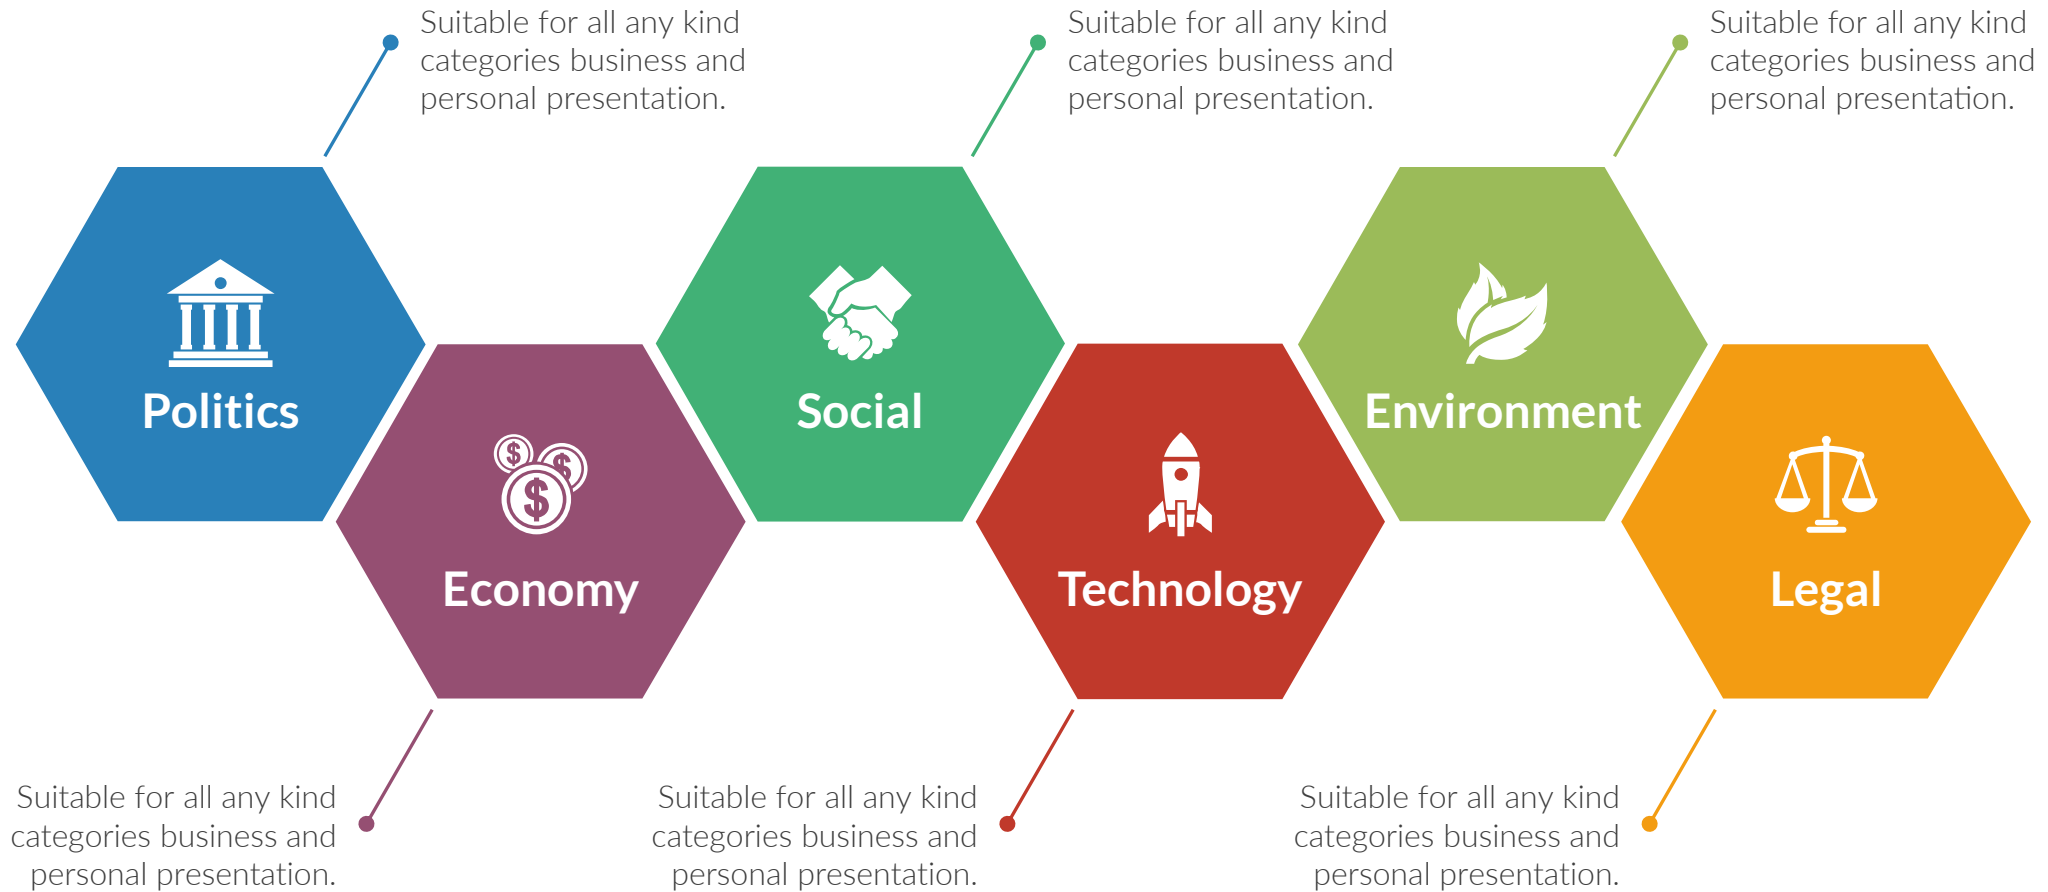 Suitable for all any kind
categories business and
personal presentation.
Suitable for all any kind
categories business and
personal presentation.
Suitable for all any kind
categories business and
personal presentation.
Politics
Social
Environment
$
$
$
Economy
Technology
Legal
Suitable for all any kind
categories business and
personal presentation.
Suitable for all any kind
categories business and
personal presentation.
Suitable for all any kind
categories business and
personal presentation.